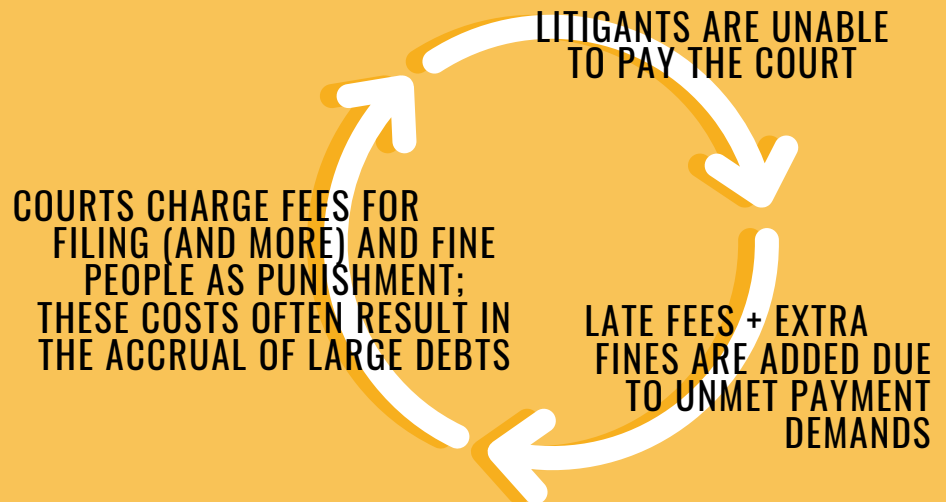 LITIGANTS ARE UNABLE
TO PAY THE COURT
LATE FEES + EXTRA
FINES ARE ADDED DUE
TO UNMET PAYMENT
DEMANDS
COURTS CHARGE FEES FOR
FILING (AND MORE) AND FINE
PEOPLE AS PUNISHMENT;
THESE COSTS OFTEN RESULT IN
THE ACCRUAL OF LARGE DEBTS